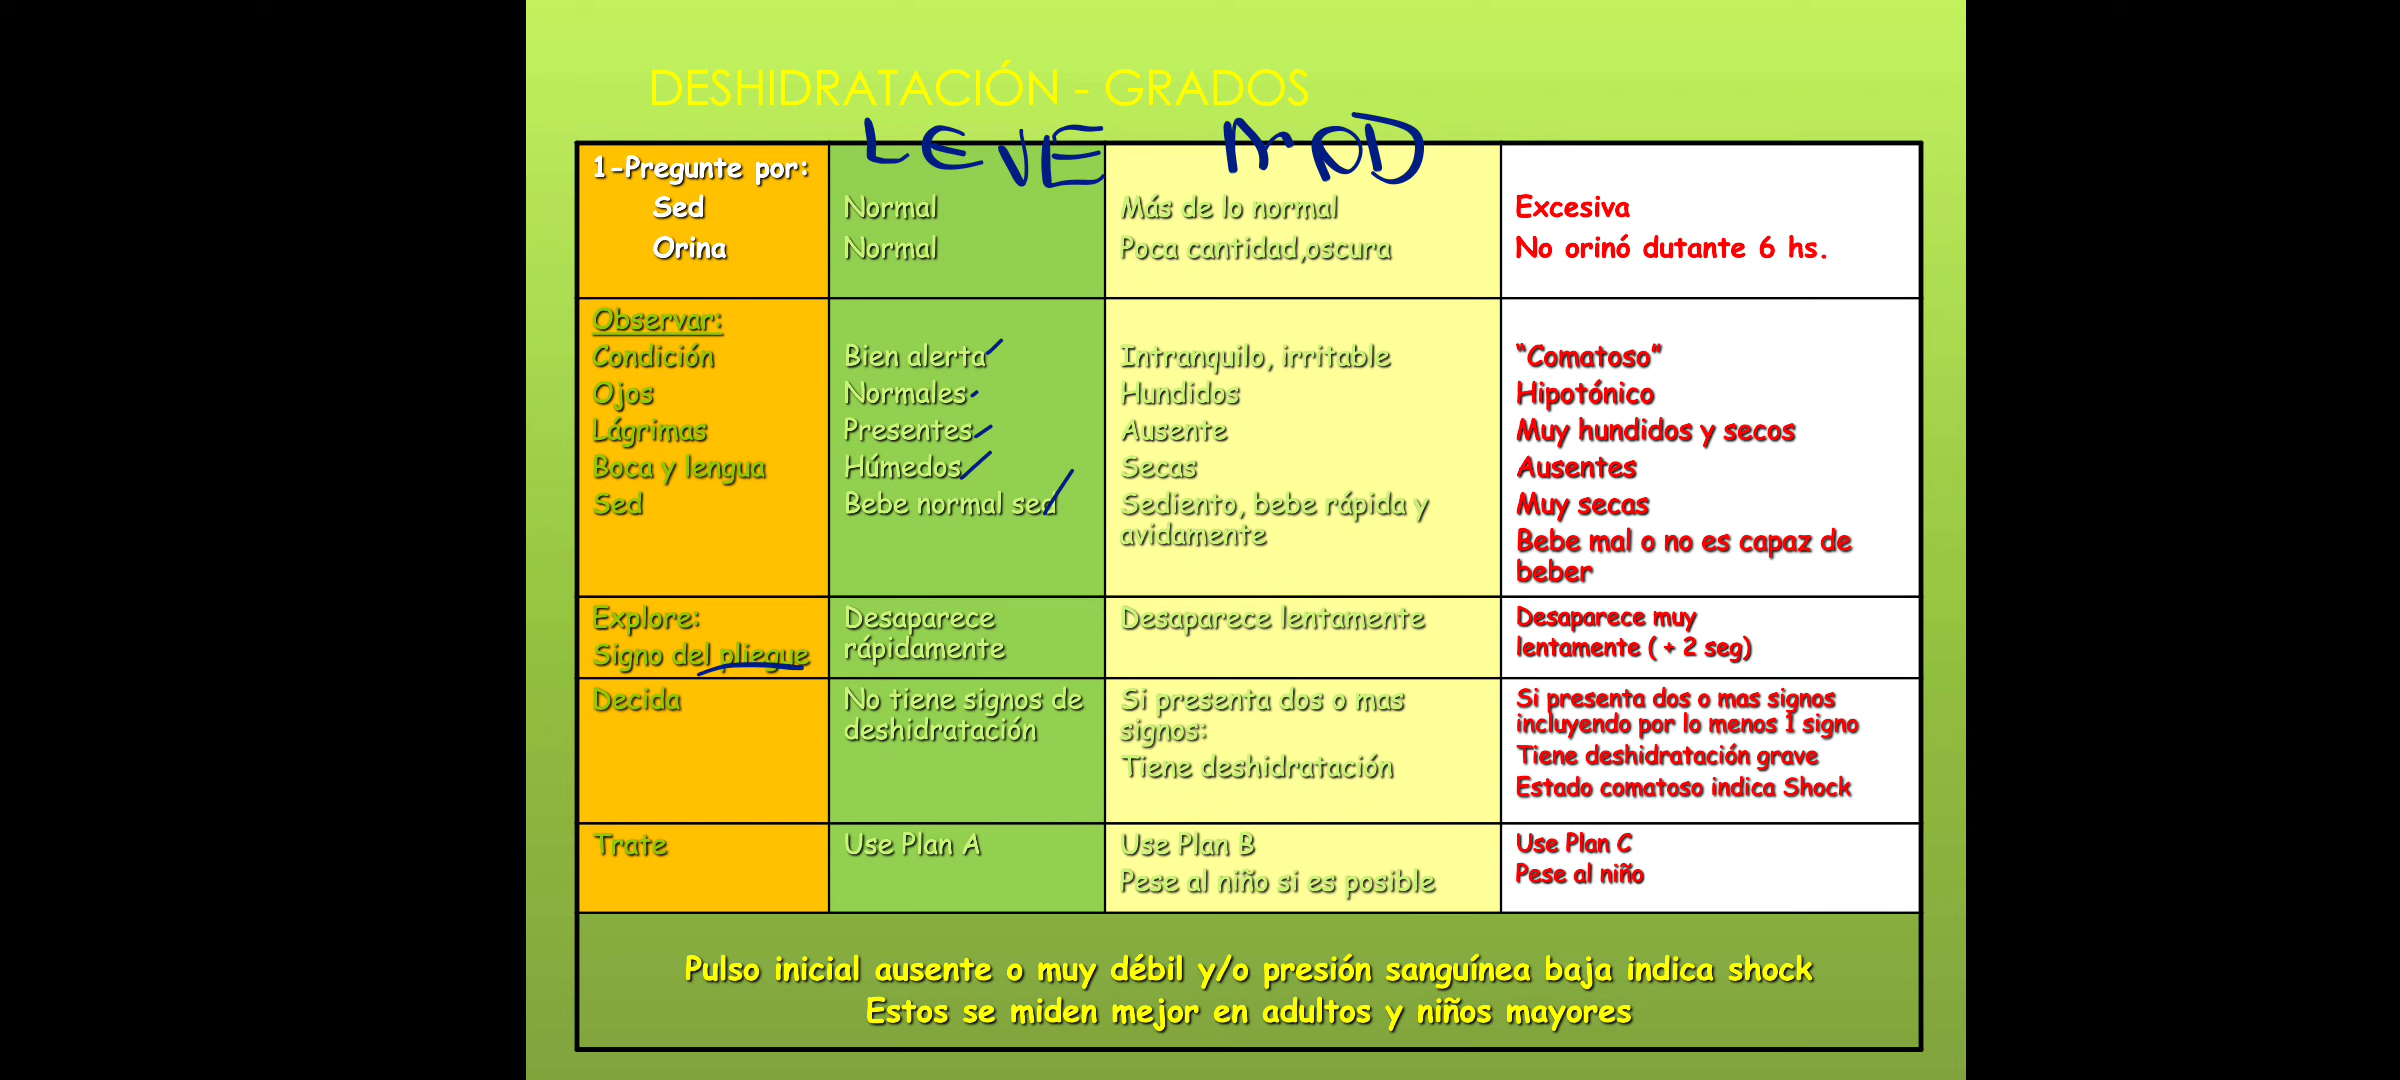 DESHIDRATACIÓN - GRADOS
LEVE MOD
1-Pregunte por:
Sed
Orina
Normal
Normal
Más de lo normal
Poca cantidad,oscura
Excesiva
No orinó dutante 6 hs.
Observar:
Condición
Ojos
Lágrimas
Boca y lengua
Sed
Bien alerta
Normales
Presentes
Húmedos
Bebe normal sed
Intranquilo, irritable
Hundidos
Ausente
Secas
Sediento, bebe rápida y
avidamente
“Comatoso”
Hipotónico
Muy hundidos y secos
Ausentes
Muy secas
Bebe mal o no es capaz de
beber
Explore:
Signo del pliegue
Desaparece
rápidamente
Desaparece lentamente
Desaparece muy
lentamente ( + 2 seg)
Decida
No tiene signos de
deshidratación
Si presenta dos o mas
signos:
Tiene deshidratación
Si presenta dos o mas signos
incluyendo por lo menos 1 signo
Tiene deshidratación grave
Estado comatoso indica Shock
Trate
Use Plan A
Use Plan B
Pese al niño si es posible
Use Plan C
Pese al niño
Pulso inicial ausente o muy débil y/o presión sanguínea baja indica shock
Estos se miden mejor en adultos y niños mayores